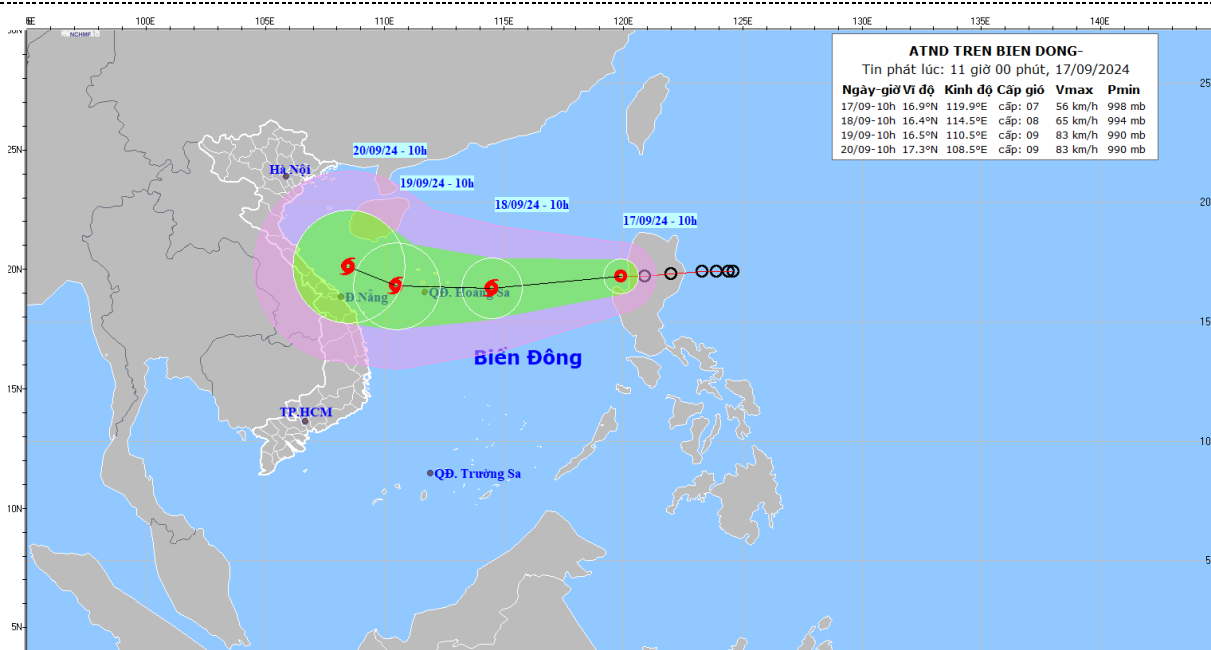 E 100E 105E 110E 115E 120E 125E 130E 135E 140E
30N
NCHMF
ATND TREN BIEN DONG-
Tin phát lúc: 11 giờ 00 phút, 17/09/2024
Ngày-giờ Vĩ độ Kinh độ Cấp gió Vmax Pmin
17/09-10h 16.9°N 119.9°E cấp: 07 56 km/h 998 mb
18/09-10h 16.4°N 114.5°E cấp: 08 65 km/h 994 mb
19/09-10h 16.5°N 110.5°E cấp: 09 83 km/h 990 mb
20/09-10h 17.3°N 108.5°E cấp: 09 83 km/h 990 mb
25
25N
20/09/24 - 10h
Hà Nội
19/09/24 - 10h
18/09/24 - 10h
20
17/09/24 - 10h
20N
QĐ. Hoàng Sa
Đ.Nẵng
15
Biển Đông
15N
TP.HCM
10
QĐ. Trường Sa
10N
5
5N